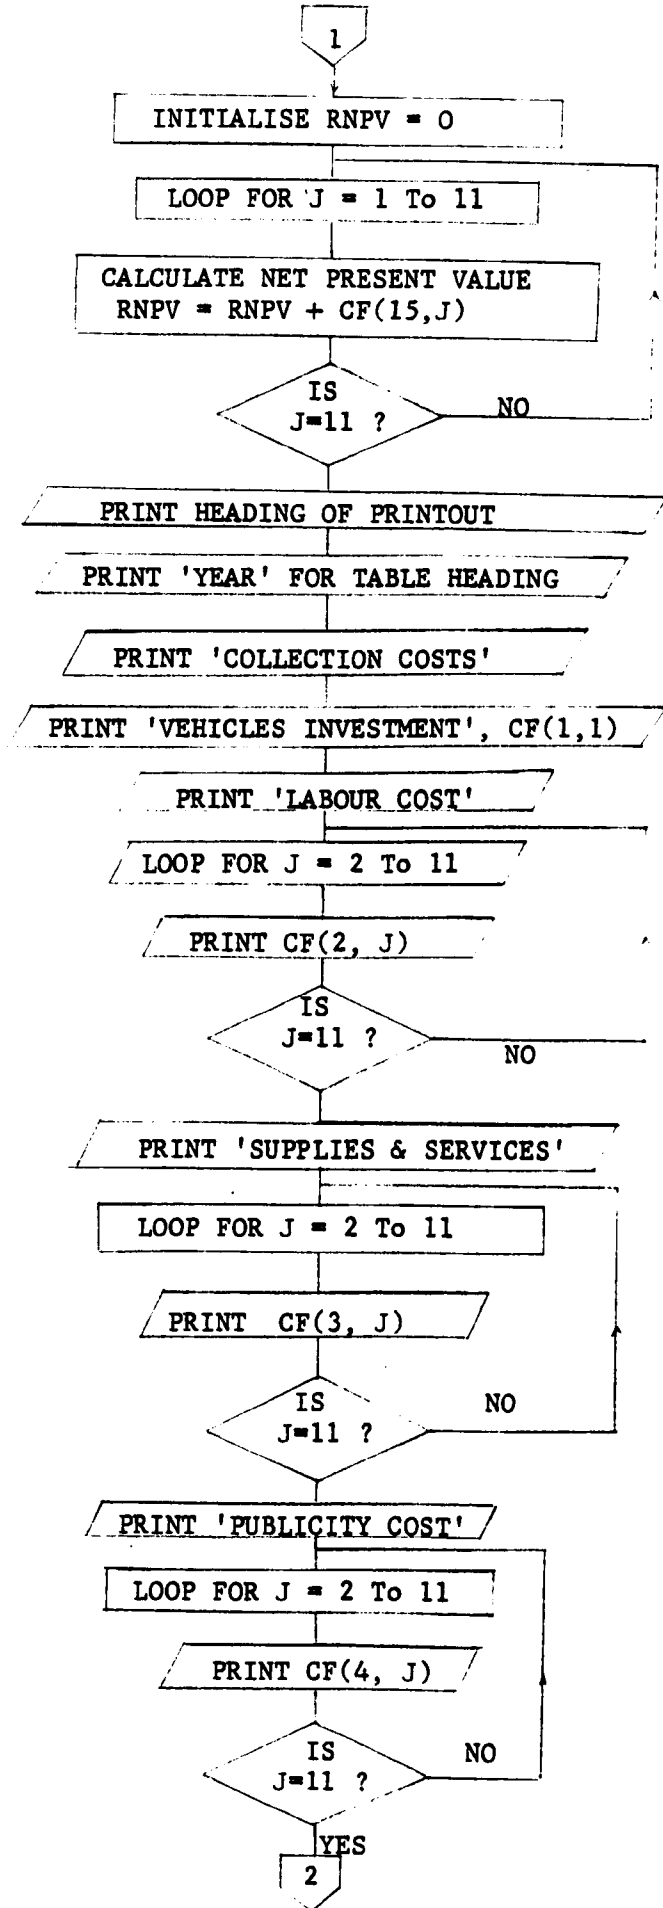 1
INITIALISE RNPV = 0
LOOP FOR J = 1 To 11
CALCULATE NET PRESENT VALUE
RNPV = RNPV + CF(15,J)
IS
J=11 ?
NO
PRINT HEADING OF PRINTOUT
PRINT 'YEAR' FOR TABLE HEADING
PRINT 'COLLECTION COSTS'
PRINT 'VEHICLES INVESTMENT', CF(1,1)
PRINT 'LABOUR COST'
LOOP FOR J = 2 To 11
PRINT CF(2, J)
IS
J=11 ?
NO
PRINT 'SUPPLIES & SERVICES'
LOOP FOR J = 2 To 11
PRINT CF(3, J)
IS
J=11 ?
NO
PRINT 'PUBLICITY COST'
LOOP FOR J = 2 To 11
PRINT CF(4, J)
IS
J=11 ?
NO
YES
2